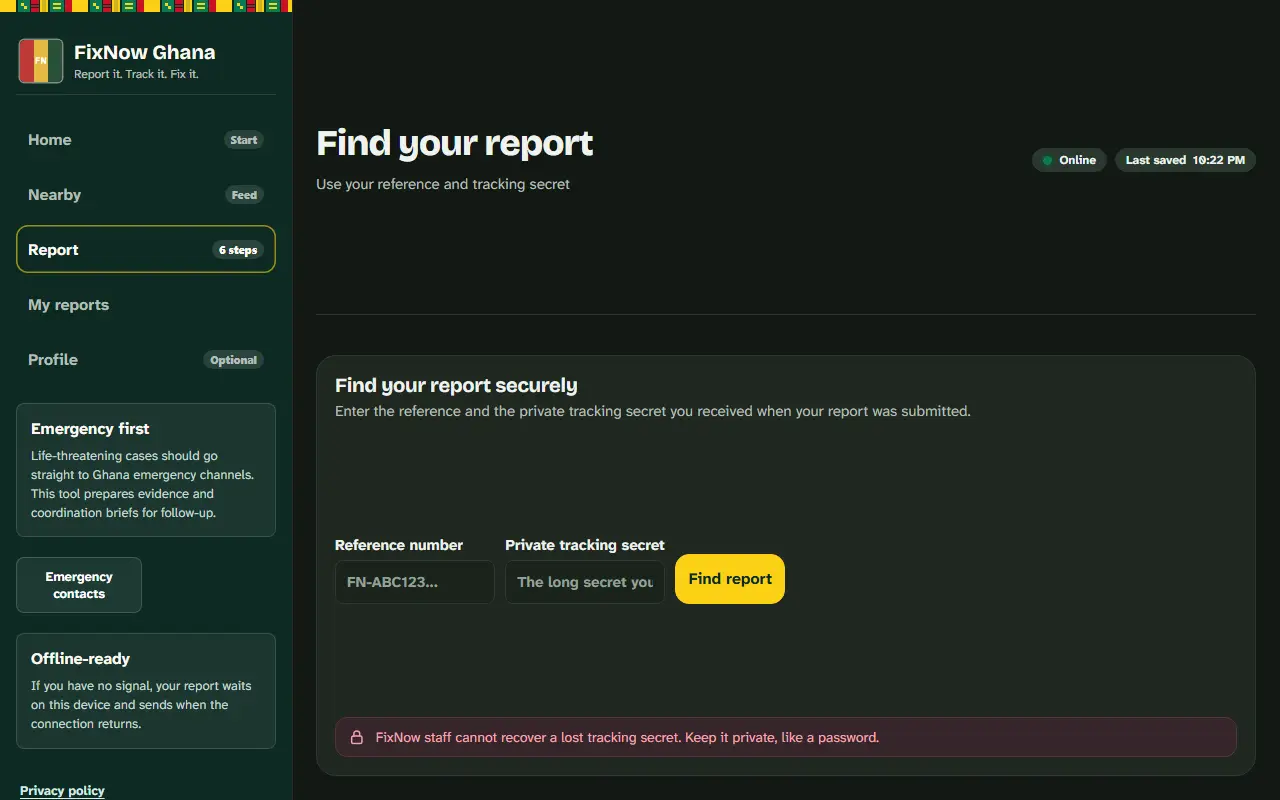 FN
FixNow Ghana
Report it. Track it. Fix it.
Home
Start
Nearby
Feed
Report
6 steps
My reports
Profile
Optional
Emergency first
Life-threatening cases should go
straight to Ghana emergency channels.
This tool prepares evidence and
coordination briefs for follow-up.
Emergency
contacts
Offline-ready
If you have no signal, your report waits
on this device and sends when the
connection returns.
Privacy policy
Find your report
Use your reference and tracking secret
Online
Last saved 10:22 PM
Find your report securely
Enter the reference and the private tracking secret you received when your report was submitted.
Reference number
FN-ABC123...
Private tracking secret
The long secret you
Find report
FixNow staff cannot recover a lost tracking secret. Keep it private, like a password.